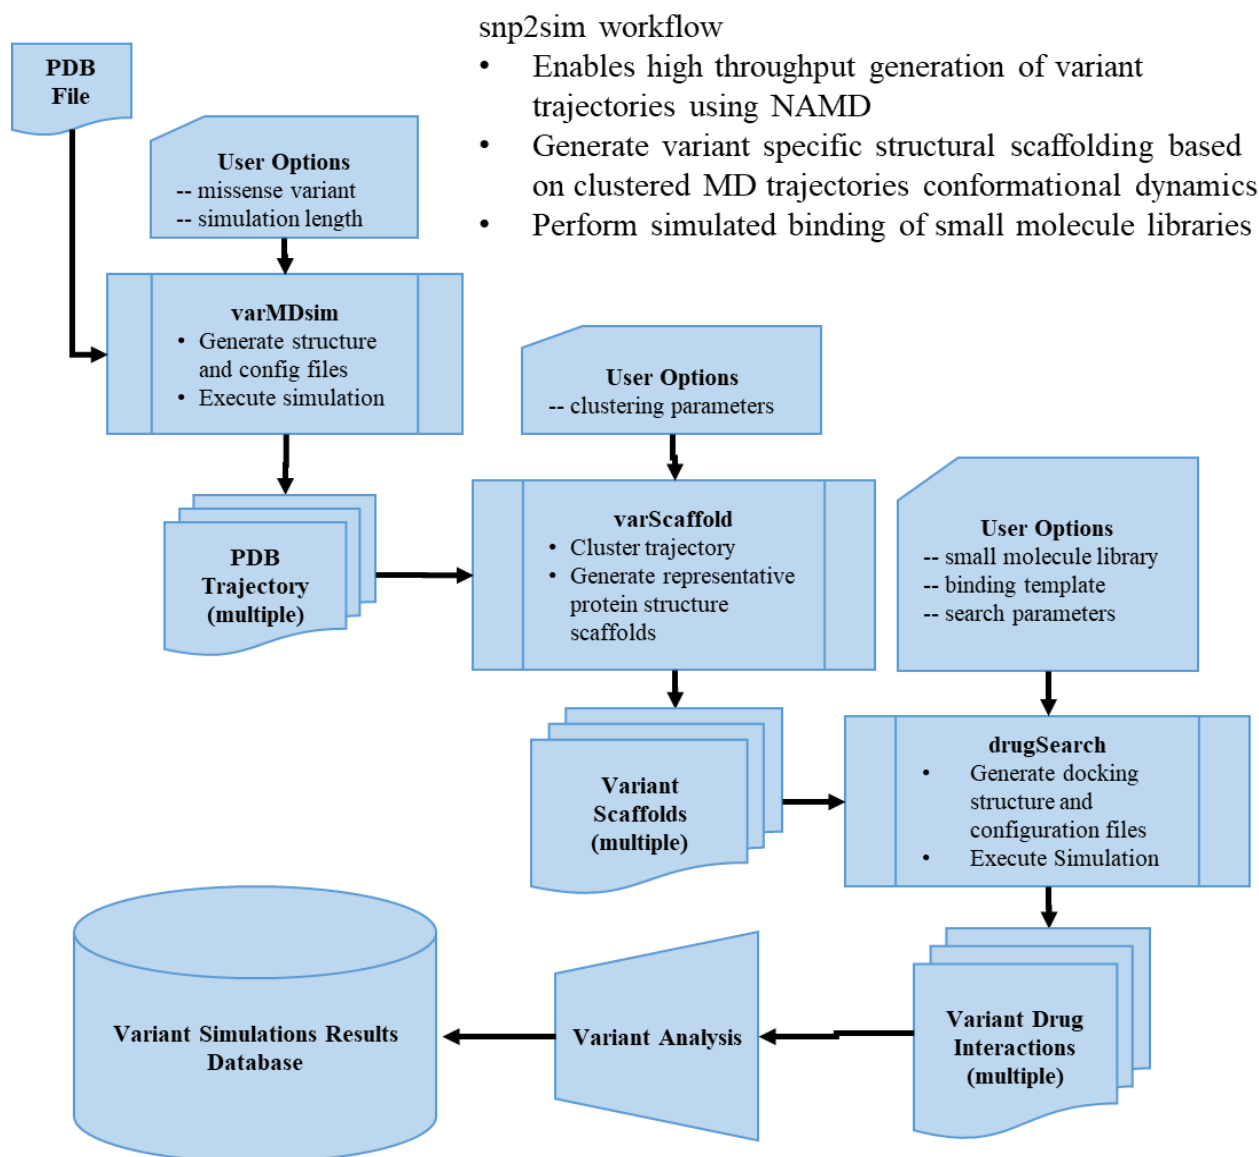 snp2sim workflow
• Enables high throughput generation of variant
trajectories using NAMD
• Generate variant specific structural scaffolding based
on clustered MD trajectories conformational dynamics
• Perform simulated binding of small molecule libraries
PDB
File
User Options
-- missense variant
-- simulation length
varMDsim
• Generate structure
and config files
• Execute simulation
User Options
-- clustering parameters
PDB
Trajectory
(multiple)
varScaffold
• Cluster trajectory
• Generate representative
protein structure
scaffolds
User Options
-- small molecule library
-- binding template
-- search parameters
Variant
Scaffolds
(multiple)
drugSearch
• Generate docking
structure and
configuration files
• Execute Simulation
Variant Drug
Interactions
(multiple)
Variant Analysis
Variant Simulations Results
Database